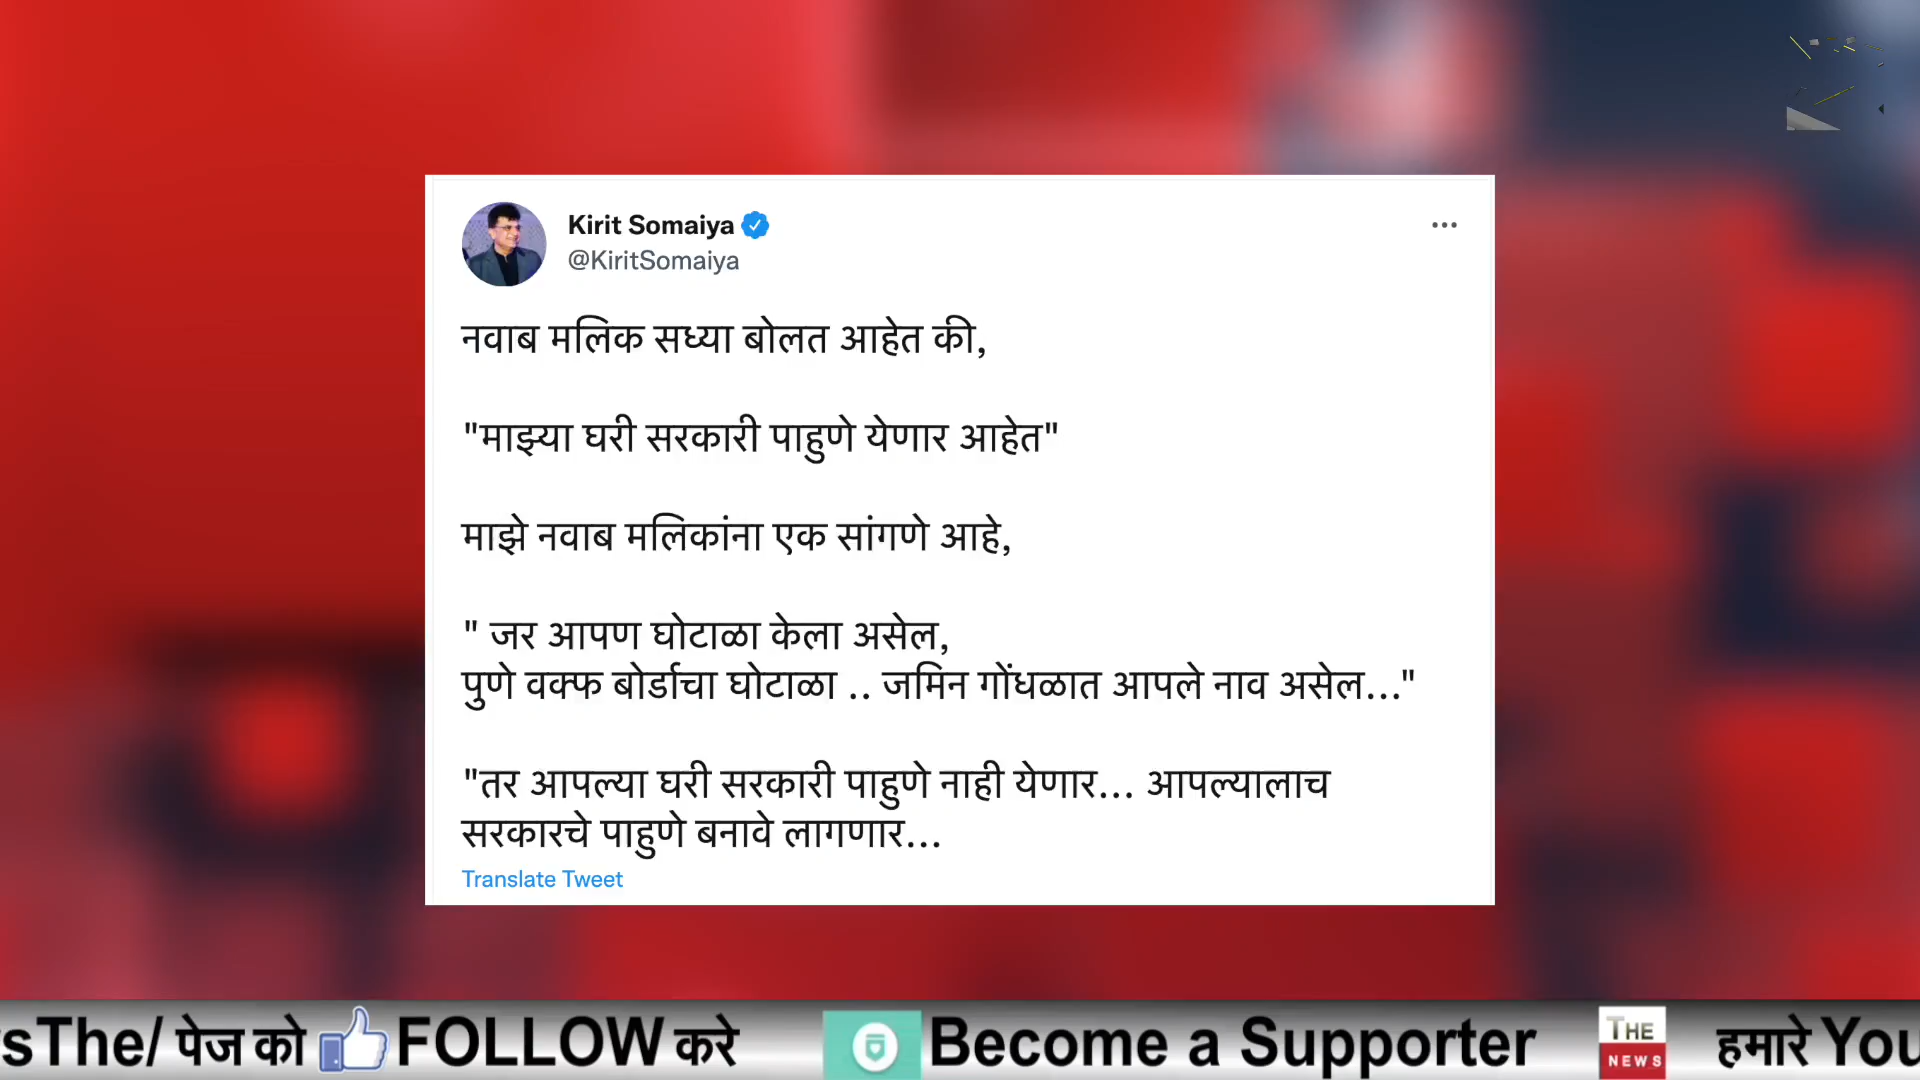 Kirit Somaiya
@KiritSomaiya
नवाब मलिक सध्या बोलत आहेत की,
"माझ्या घरी सरकारी पाहुणे येणार आहेत"
माझे नवाब मलिकांना एक सांगणे आहे,
" जर आपण घोटाळा केला असेल,
पुणे वक्फ बोर्डाचा घोटाळा .. जमिन गोंधळात आपले नाव असेल..."
"तर आपल्या घरी सरकारी पाहुणे नाही येणार... आपल्यालाच
सरकारचे पाहुणे बनावे लागणार...
Translate Tweet
sThe/ पेज को FOLLOW करे Become a Supporter THE NEWS हमारे You